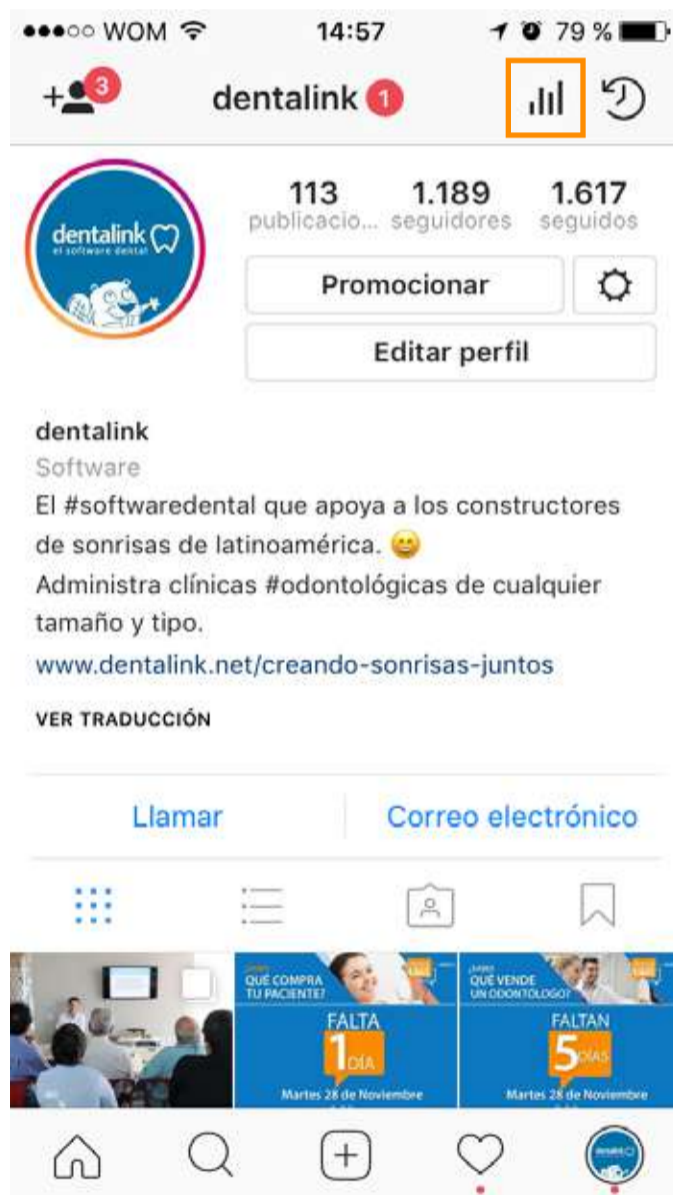 WOM 14:57 79 %
3
dentalink 1
dentalink
el software dental
113 1.189 1.617
publicacio... seguidores seguidos
Promocionar
Editar perfil
dentalink
Software
El #softwaredental que apoya a los constructores
de sonrisas de latinoamérica. 😀
Administra clínicas #odontológicas de cualquier
tamaño y tipo.
www.dentalink.net/creando-sonrisas-juntos
VER TRADUCCIÓN
Llamar Correo electrónico
QUÉ COMPRA
TU PACIENTE?
FALTA
1 DÍA
Martes 28 de Noviembre
QUÉ VENDE
UN ODONTOLOGO?
FALTAN
5 DÍAS
Martes 28 de Noviembre